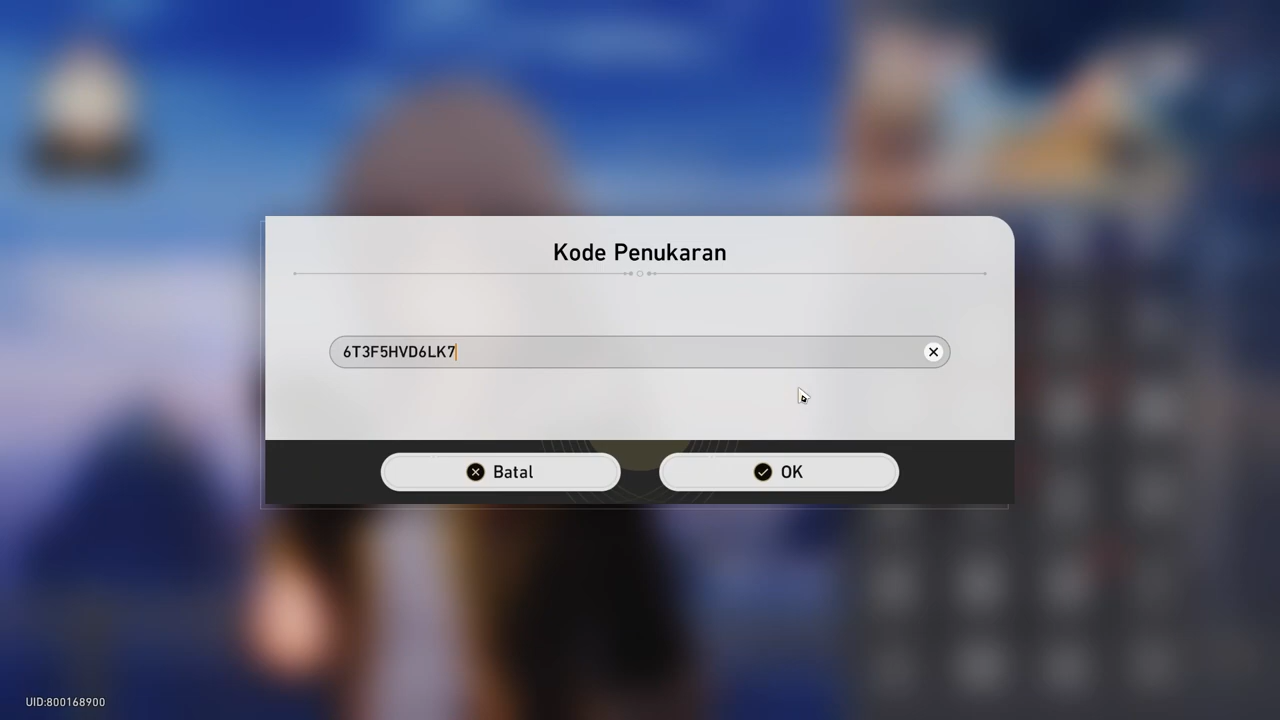 Kode Penukaran
6T3F5HVD6LK7
Batal
OK
UID:800168900